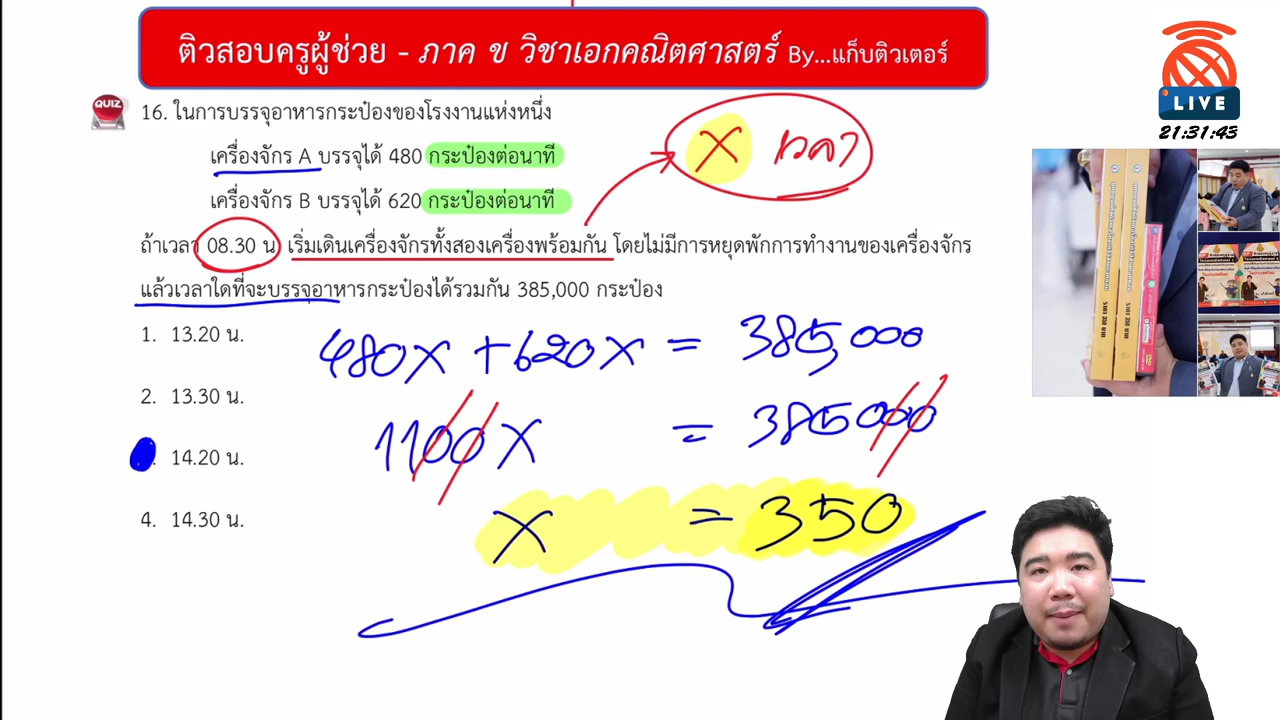 ติวสอบครูผู้ช่วย - ภาค ข วิชาเอกคณิตศาสตร์ By...แก็บติวเตอร์
LIVE
21:31:43
QUIZ
16. ในการบรรจุอาหารกระป๋องของโรงงานแห่งหนึ่ง
เครื่องจักร A บรรจุได้ 480 กระป๋องต่อนาที
X เวลา
เครื่องจักร B บรรจุได้ 620 กระป๋องต่อนาที
ถ้าเวลา 08.30 น. เริ่มเดินเครื่องจักรทั้งสองเครื่องพร้อมกัน โดยไม่มีการหยุดพักการทำงานของเครื่องจักร
แล้วเวลาใดที่จะบรรจุอาหารกระป๋องได้รวมกัน 385,000 กระป๋อง
1. 13.20 น.
480x + 620x = 385,000
2. 13.30 น.
1100x = 385000
14.20 น.
4. 14.30 น.
x = 350